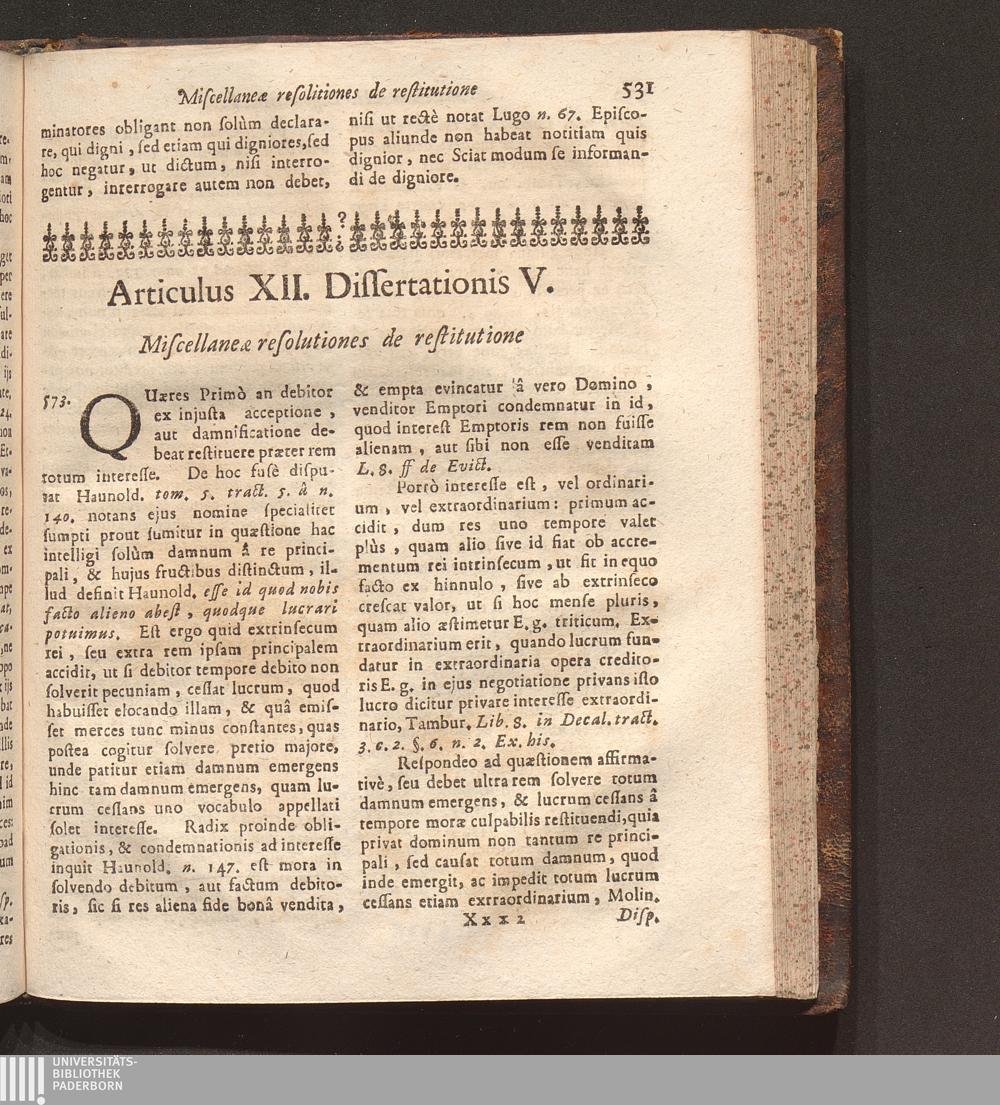 Miſcellaneæ reſolitiones de reſtitutione 531
minatores obligant non ſolùm declara-
re, qui digni , ſed etiam qui digniores,ſed
hoc negatur, ut dictum , niſi interro-
gentur , interrogare autem non debet,
niſi ut rectè notat Lugo n. 67. Epiſco-
pus aliunde non habeat notitiam quis
dignior , nec Sciat modum ſe informan-
di de digniore.
Articulus XII. Diſſertationis V.
Miſcellaneæ reſolutiones de reſtitutione
573. QUæres Primò an debitor
ex injuſta acceptione ,
aut damnificatione de-
beat reſtituere præter rem
totum intereſſe. De hoc fuſè diſpu-
tat Haunold. tom. 5. tract. 5. â n.
140. notans ejus nomine ſpecialiter
ſumpti prout ſumitur in quæſtione hac
intelligi ſolùm damnum â re princi-
pali , & hujus fructibus diſtinctum , il-
lud definit Haunold. eſſe id quod nobis
facto alieno abeſt , quodque lucrari
potuimus. Eſt ergo quid extrinſecum
rei , ſeu extra rem ipſam principalem
accidit, ut ſi debitor tempore debito non
ſolverit pecuniam , ceſſat lucrum , quod
habuiſſet elocando illam , & quâ emiſ-
ſet merces tunc minus conſtantes, quas
poſtea cogitur ſolvere pretio majore,
unde patitur etiam damnum emergens
hinc tam damnum emergens, quam lu-
crum ceſſans uno vocabulo appellari
ſolet intereſſe. Radix proinde obli-
gationis, & condemnationis ad intereſſe
inquit Haunold. n. 147. eſt mora in
ſolvendo debitum , aut factum debito-
ris , ſic ſi res aliena fide bonâ vendita ,
& empta evincatur â vero Domino ,
venditor Emptori condemnatur in id,
quod intereſt Emptoris rem non fuiſſe
alienam , aut ſibi non eſſe venditam
L. 8. ff de Evict.
Porrò intereſſe eſt , vel ordinari-
um , vel extraordinarium : primum ac-
cidit , dum res uno tempore valet
plùs , quam alio ſive id fiat ob accre-
mentum rei intrinſecum , ut fit in equo
facto ex hinnulo , ſive ab extrinſeco
creſcat valor, ut ſi hoc menſe pluris,
quam alio æſtimetur E. g. triticum. Ex-
traordinarium erit , quando lucrum fun-
datur in extraordinaria opera credito-
ris E. g. in ejus negotiatione privans iſto
lucro dicitur privare intereſſe extraordi-
nario, Tambur. Lib. 8. in Decal. tract.
3. c. 2. §. 6. n. 2. Ex. his.
Reſpondeo ad quæſtionem affirma-
tivè, ſeu debet ultra rem ſolvere totum
damnum emergens, & lucrum ceſſans â
tempore moræ culpabilis reſtituendi,quia
privat dominum non tantum re princi-
pali , ſed cauſat totum damnum, quod
inde emergit, ac impedit totum lucrum
ceſſans etiam extraordinarium , Molin.
Xxxx 2 Diſp.
UNIVERSITÄTS-
BIBLIOTHEK
PADERBORN